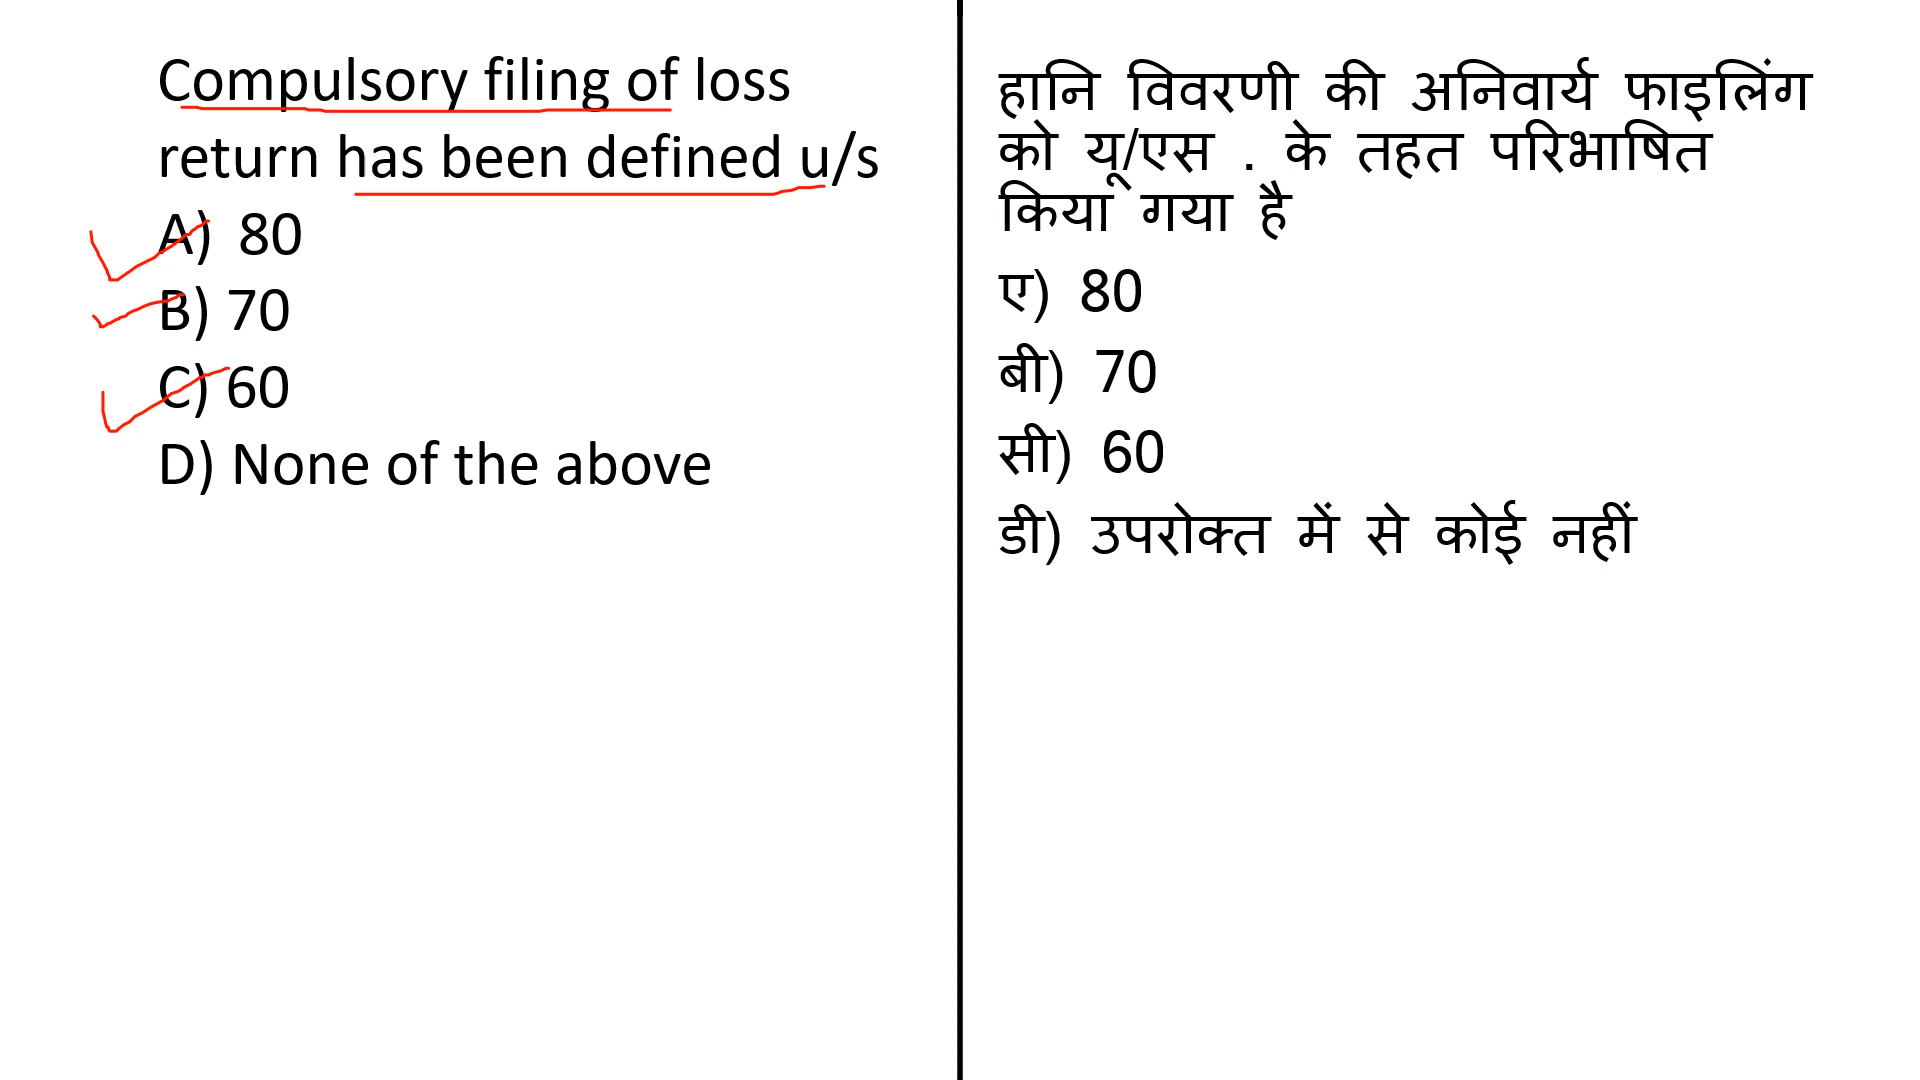 Compulsory filing of loss
return has been defined u/s
A) 80
B) 70
C) 60
D) None of the above
हानि विवरणी की अनिवार्य फाइलिंग
को यू/एस . के तहत परिभाषित
किया गया है
ए) 80
बी) 70
सी) 60
डी) उपरोक्त में से कोई नहीं